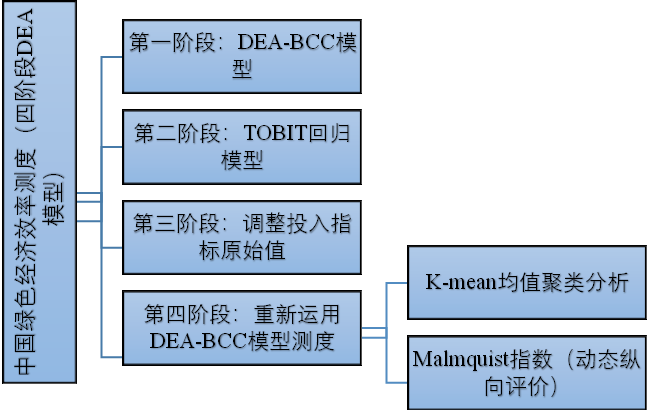 中国绿色经济效率测度（四阶段DEA
模型）
第一阶段：DEA-BCC模
型
第二阶段：TOBIT回归
模型
第三阶段：调整投入指
标原始值
第四阶段：重新运用
DEA-BCC模型测度
K-mean均值聚类分析
Malmquist指数（动态纵
向评价）